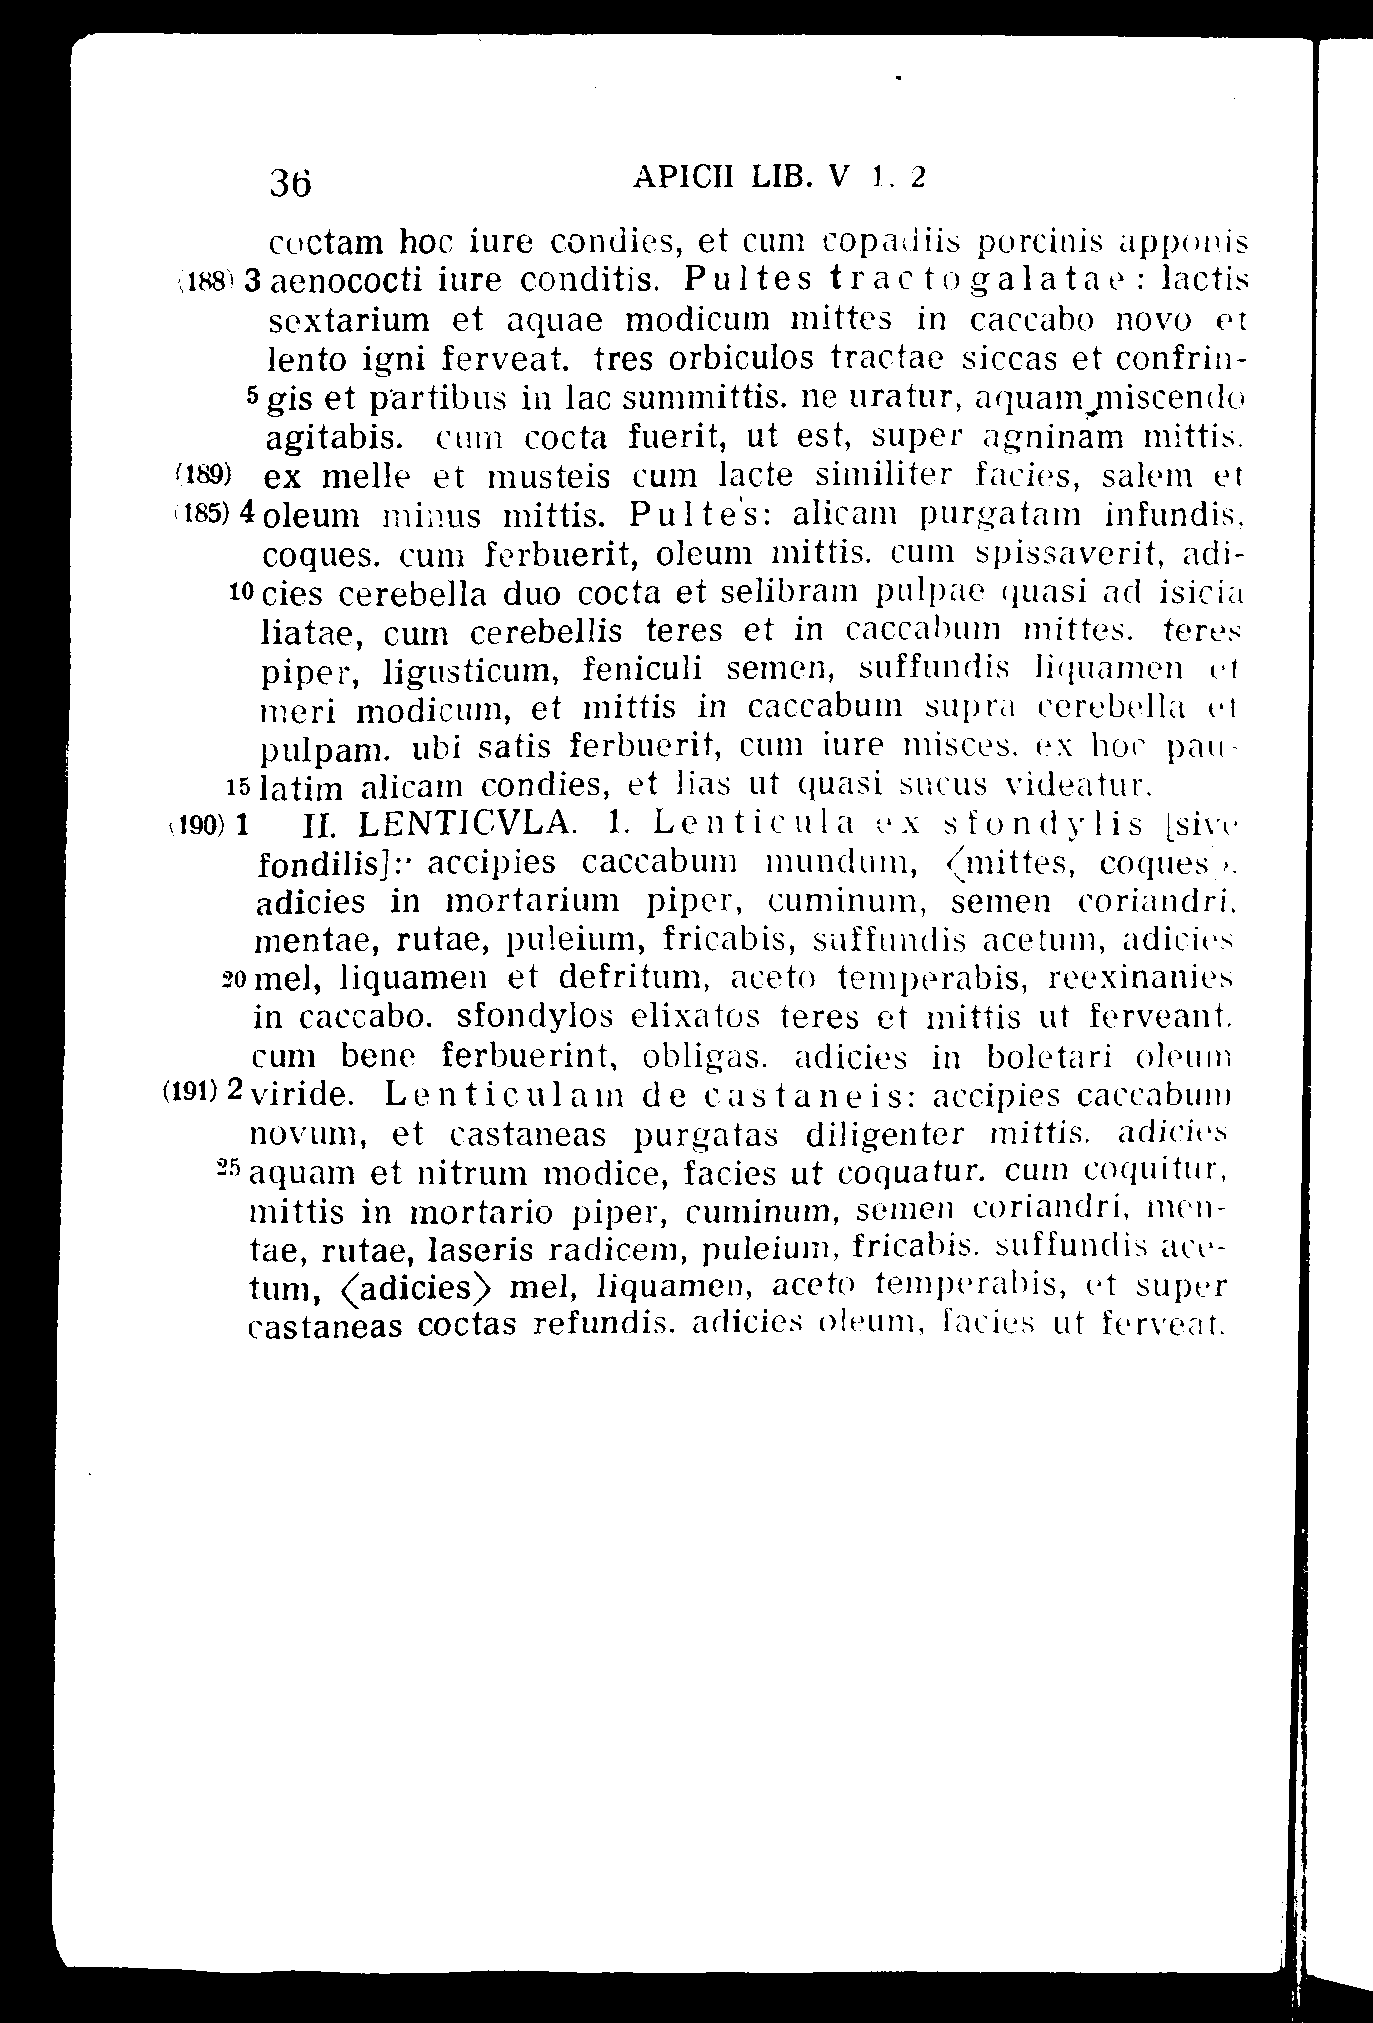 36 APICII LIB. V 1. 2
coctam hoc iure condies, et cum copadiis porcinis apponis
(188) 3 aenococti iure conditis. Pultes tractogalatae: lactis
sextarium et aquae modicum mittes in caccabo novo et
lento igni ferveat. tres orbiculos tractae siccas et confrin-
5 gis et partibus in lac summittis. ne uratur, aquam miscendo
agitabis. cum cocta fuerit, ut est, super agninam mittis.
(189) ex melle et musteis cum lacte similiter facies, salem et
(185) 4 oleum minus mittis. Pultes: alicam purgatam infundis,
coques. cum ferbuerit, oleum mittis. cum spissaverit, adi-
10 cies cerebella duo cocta et selibram pulpae quasi ad isicia
liatae, cum cerebellis teres et in caccabum mittes. teres
piper, ligusticum, feniculi semen, suffundis liquamen et
meri modicum, et mittis in caccabum supra cerebella et
pulpam. ubi satis ferbuerit, cum iure misces. ex hoc pau-
15 latim alicam condies, et lias ut quasi sucus videatur.
(190) 1 II. LENTICVLA. 1. Lenticula ex sfondylis [sive
fondilis]: accipies caccabum mundum, ⟨mittes, coques⟩.
adicies in mortarium piper, cuminum, semen coriandri,
mentae, rutae, puleium, fricabis, suffundis acetum, adicies
20 mel, liquamen et defritum, aceto temperabis, reexinanies
in caccabo. sfondylos elixatos teres et mittis ut ferveant.
cum bene ferbuerint, obligas. adicies in boletari oleum
(191) 2 viride. Lenticulam de castaneis: accipies caccabum
novum, et castaneas purgatas diligenter mittis. adicies
25 aquam et nitrum modice, facies ut coquatur. cum coquitur,
mittis in mortario piper, cuminum, semen coriandri, men-
tae, rutae, laseris radicem, puleium, fricabis. suffundis ace-
tum, ⟨adicies⟩ mel, liquamen, aceto temperabis, et super
castaneas coctas refundis. adicies oleum, facies ut ferveat.